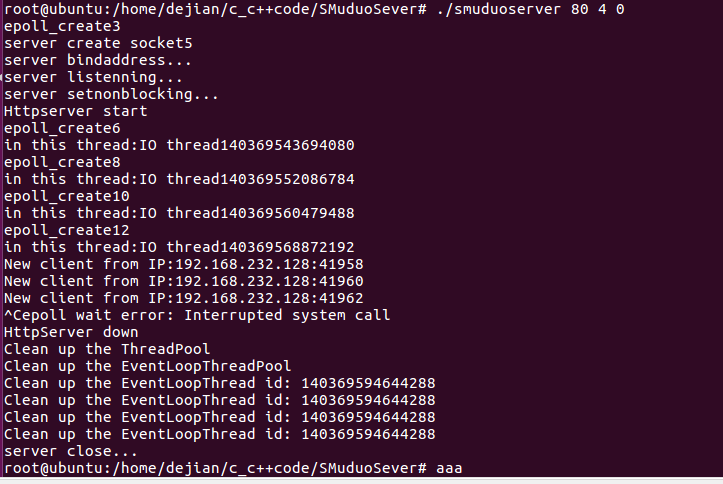 root@ubuntu:/home/dejian/c_c++code/SMuduoSever# ./smuduoserver 80 4 0
epoll_create3
server create socket5
server bindaddress...
server listenning...
server setnonblocking...
Httpserver start
epoll_create6
in this thread:IO thread140369543694080
epoll_create8
in this thread:IO thread140369552086784
epoll_create10
in this thread:IO thread140369560479488
epoll_create12
in this thread:IO thread140369568872192
New client from IP:192.168.232.128:41958
New client from IP:192.168.232.128:41960
New client from IP:192.168.232.128:41962
^Cepoll wait error: Interrupted system call
HttpServer down
Clean up the ThreadPool
Clean up the EventLoopThreadPool
Clean up the EventLoopThread id: 140369594644288
Clean up the EventLoopThread id: 140369594644288
Clean up the EventLoopThread id: 140369594644288
Clean up the EventLoopThread id: 140369594644288
server close...
root@ubuntu:/home/dejian/c_c++code/SMuduoSever# aaa